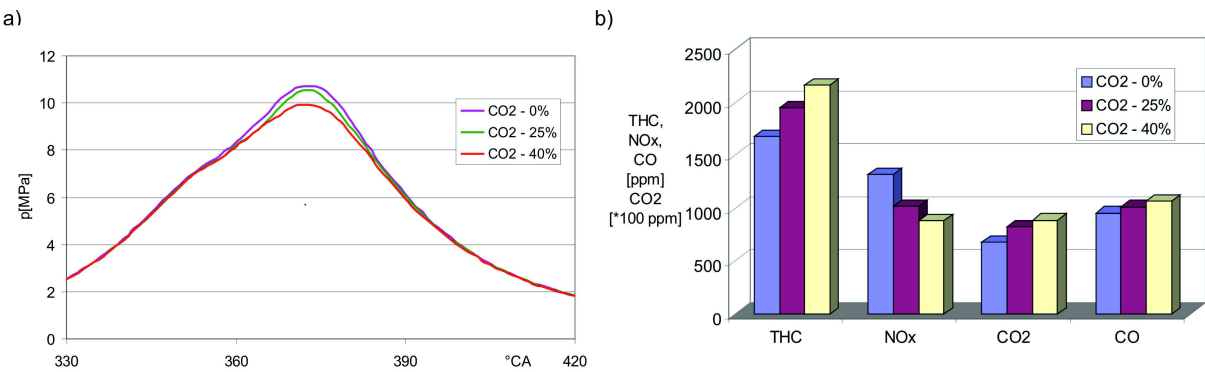 a)
12
10
8
6
4
2
0
p[MPa]
330
360
390
°CA
420
CO2 - 0%
CO2 - 25%
CO2 - 40%
b)
2500
2000
1500
1000
500
0
THC,
NOx,
CO
[ppm]
CO2
[*100 ppm]
THC
NOx
CO2
CO
CO2 - 0%
CO2 - 25%
CO2 - 40%